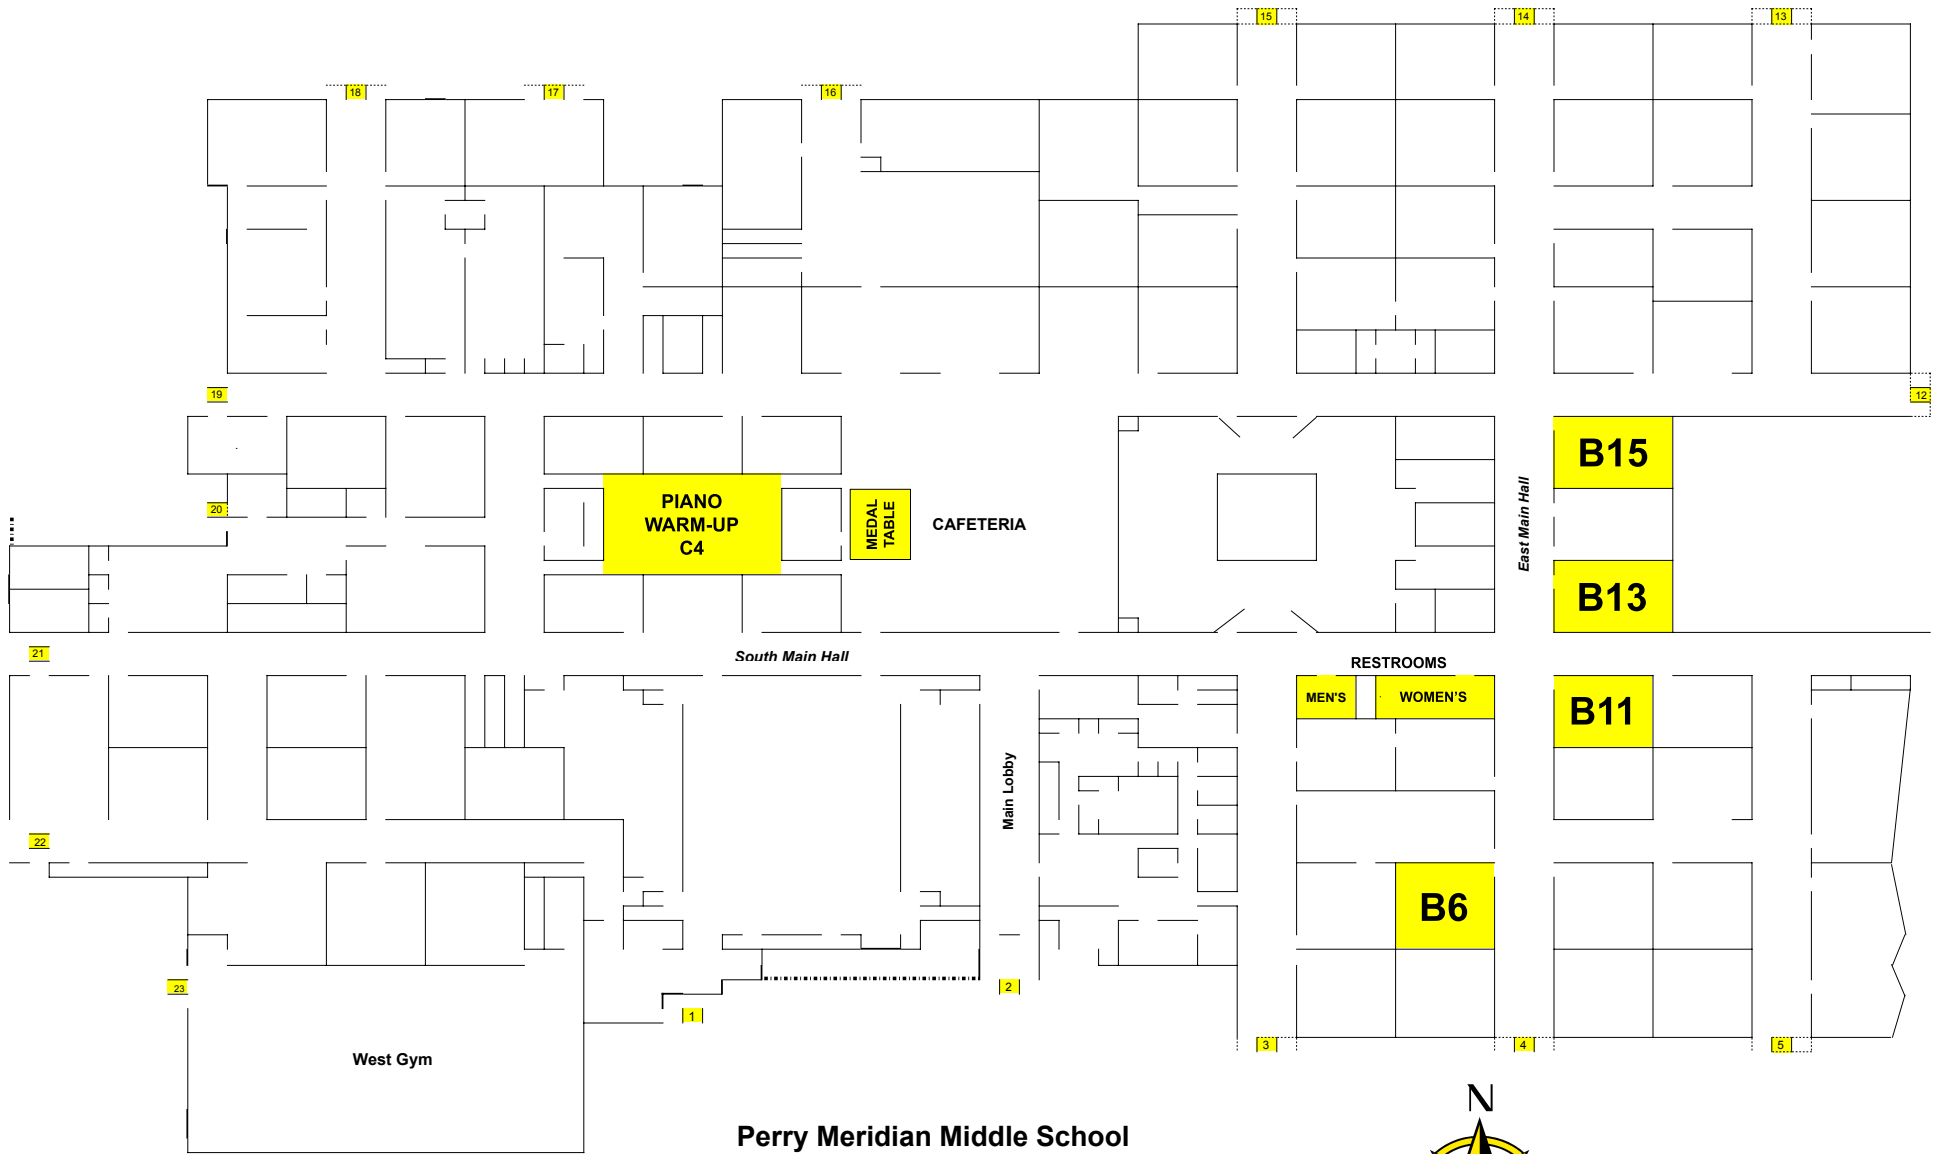 15
14
13
18
17
16
19
12
B15
PIANO
WARM-UP
C4
MEDAL
TABLE
CAFETERIA
East Main Hall
20
B13
21
South Main Hall
RESTROOMS
MEN'S
WOMEN'S
B11
Main Lobby
22
B6
23
2
1
3
4
5
West Gym
N
Perry Meridian Middle School